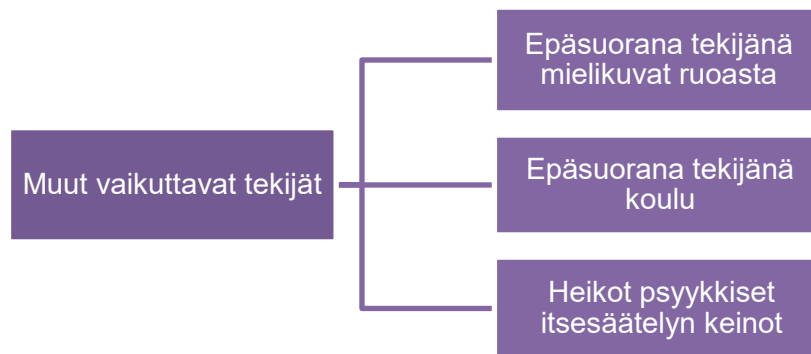 Muut vaikuttavat tekijät
Epäsuorana tekijänä
mielikuvat ruoasta
Epäsuorana tekijänä
koulu
Heikot psyykkiset
itsesäätelyn keinot